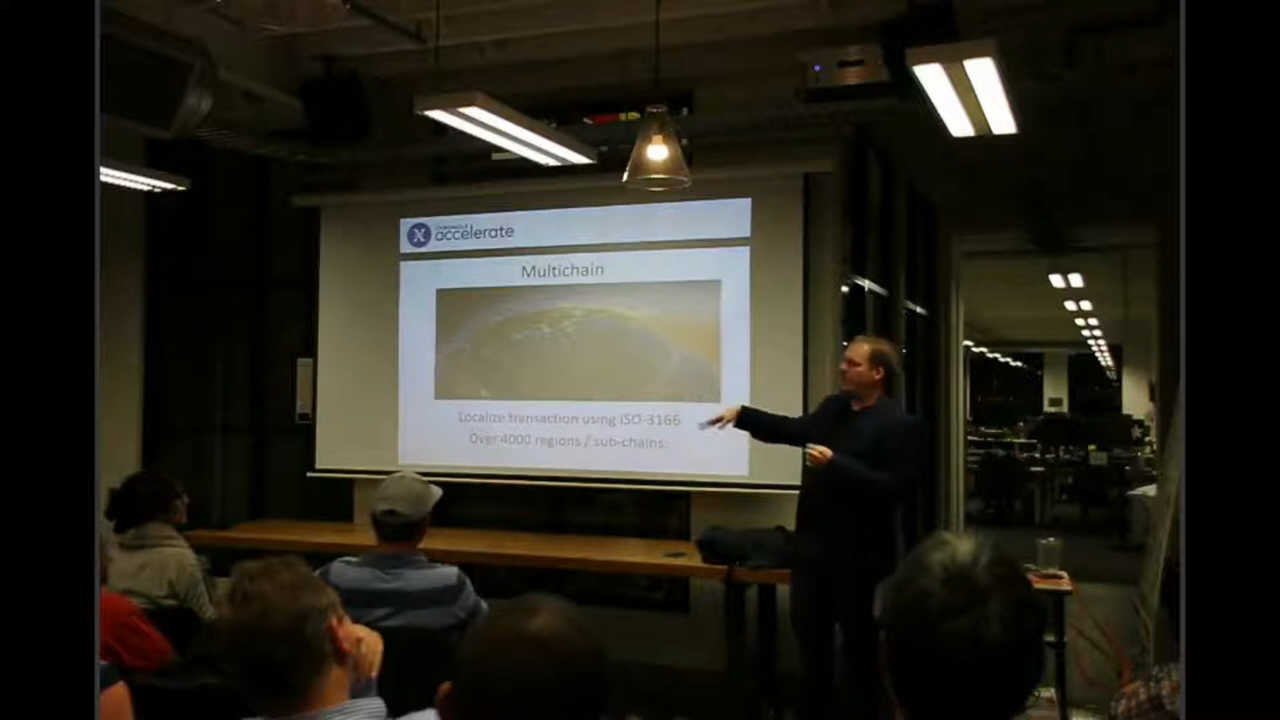 X
accelerate
Multichain
Localize transaction using ISO-3166
Over 4000 regions / sub-chains.